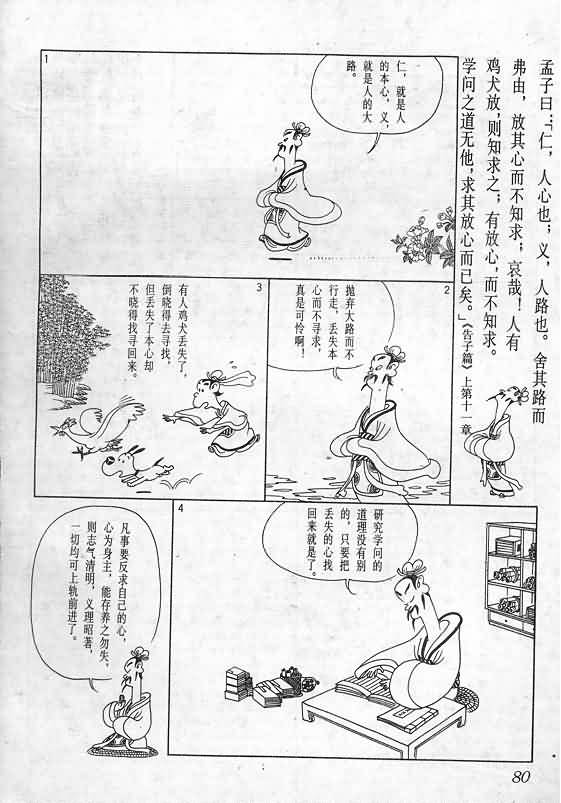 孟子曰：「仁，人心也；义，人路也。舍其路而
弗由，放其心而不知求；哀哉！人有
鸡犬放，则知求之；有放心，而不知求。
学问之道无他，求其放心而已矣。」《告子篇》上第十一章
1
仁，就是人
的本心，义，
就是人的大
路。
2
抛弃大路而不
行走，丢失本
心而不寻求，
真是可怜啊！
3
有人鸡犬丢失了，
倒晓得去寻找，
但丢失了本心却
不晓得找寻
回来。
4
研究学问的
道理没有别
的，只要把
丢失的心找
回来就是了。
凡事要反求自己的心，
心为身主，能存养之勿失，
则志气清明，义理昭著，
一切均可上轨前进了。
80